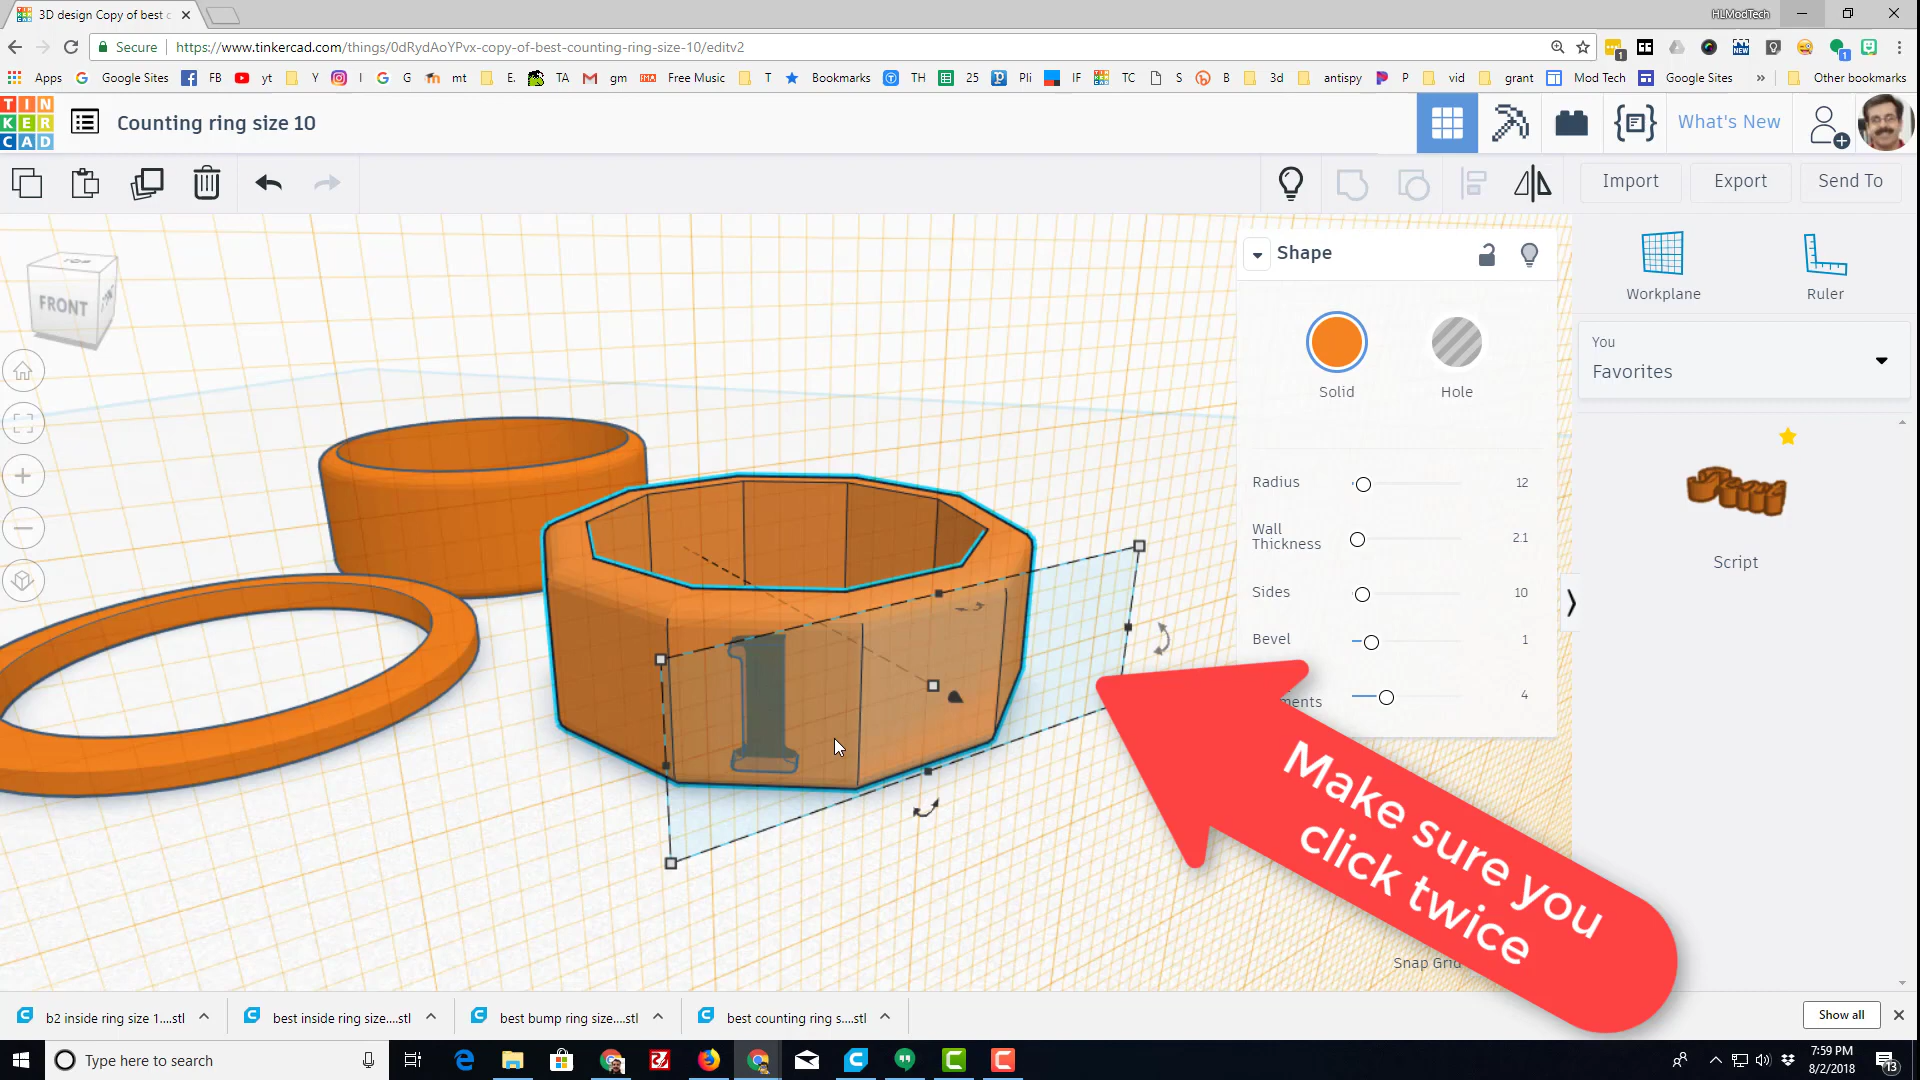 3D design Copy of best c
HLModTech
Secure
https://www.tinkercad.com/things/0dRydAoYPvx-copy-of-best-counting-ring-size-10/editv2
Apps
Google Sites
FB
yt
Y
I
G
mt
E.
TA
gm
Free Music
T
Bookmarks
TH
25
Pli
IF
TC
S
B
3d
antispy
P
vid
grant
Mod Tech
Google Sites
»
Other bookmarks
TIN
KER
CAD
Counting ring size 10
What's New
Import
Export
Send To
TOP
FRONT
Shape
Solid
Hole
Radius
12
Wall
Thickness
2.1
Sides
10
Bevel
1
ments
4
1
Workplane
Ruler
You
Favorites
Script
Make sure you
click twice
Snap Grid
b2 inside ring size 1....stl
best inside ring size....stl
best bump ring size....stl
best counting ring s....stl
Show all
Type here to search
7:59 PM
8/2/2018
13